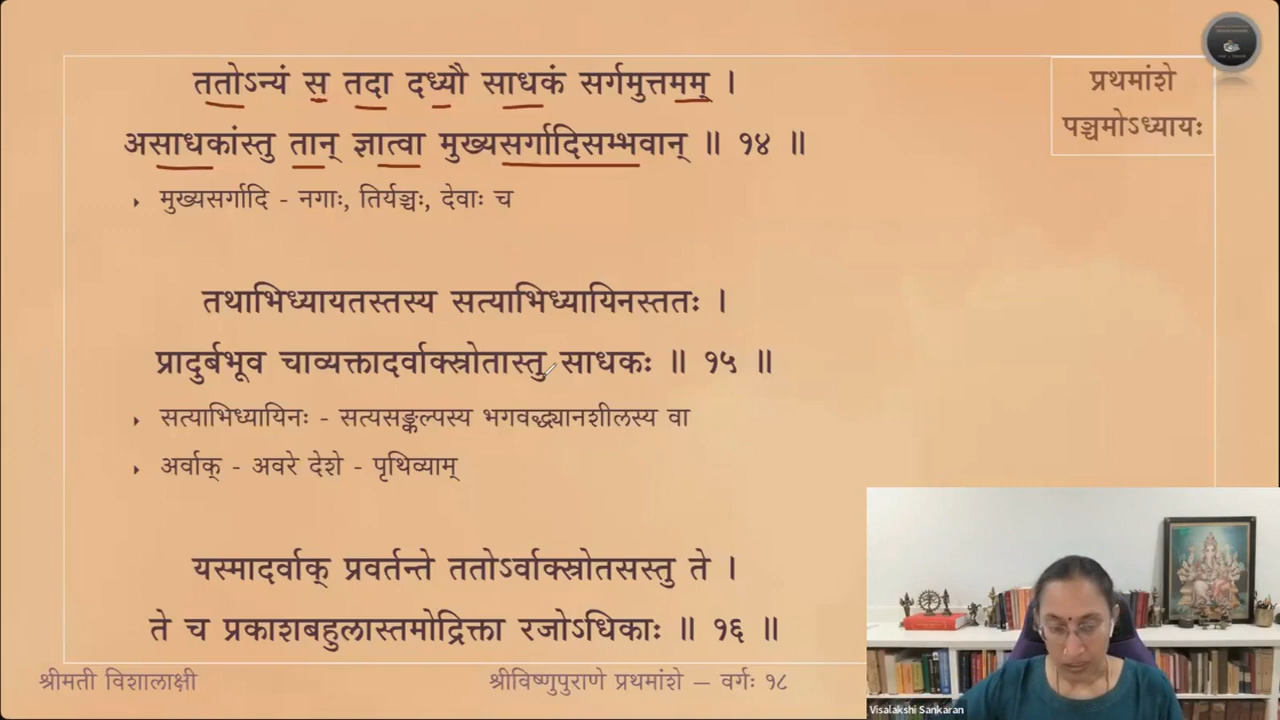 ततोऽन्यं स तदा दध्यौ साधकं सर्गमुत्तमम् ।
असाधकांस्तु तान् ज्ञात्वा मुख्यसर्गादिसम्भवान् ॥ १४ ॥
मुख्यसर्गादि - नगाः, तिर्यञ्चः, देवाः च
तथाभिध्यायतस्तस्य सत्याभिध्यायिनस्ततः ।
प्रादुर्बभूव चाव्यक्तादर्वाक्स्रोतास्तु साधकः ॥ १५ ॥
सत्याभिध्यायिनः - सत्यसङ्कल्पस्य भगवद्ध्यानशीलस्य वा
अर्वाक् - अवरे देशे - पृथिव्याम्
यस्मादर्वाक् प्रवर्तन्ते ततोऽर्वाक्स्रोतसस्तु ते ।
ते च प्रकाशबहुलास्तमोद्रिक्ता रजोऽधिकाः ॥ १६ ॥
प्रथमांशे
पञ्चमोऽध्यायः
श्रीमती विशालाक्षी
श्रीविष्णुपुराणे प्रथमांशे – वर्गः १८
Visalakshi Sankaran